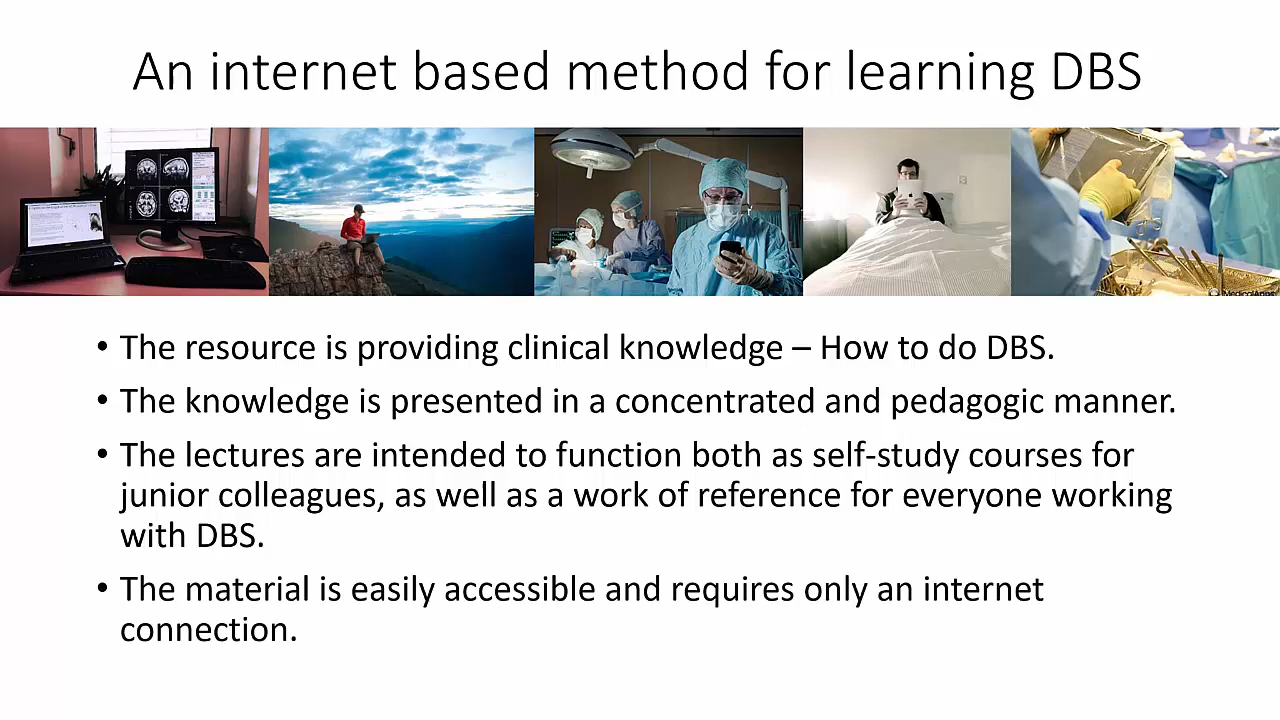 An internet based method for learning DBS
MedicalApps
• The resource is providing clinical knowledge – How to do DBS.
• The knowledge is presented in a concentrated and pedagogic manner.
• The lectures are intended to function both as self-study courses for
junior colleagues, as well as a work of reference for everyone working
with DBS.
• The material is easily accessible and requires only an internet
connection.